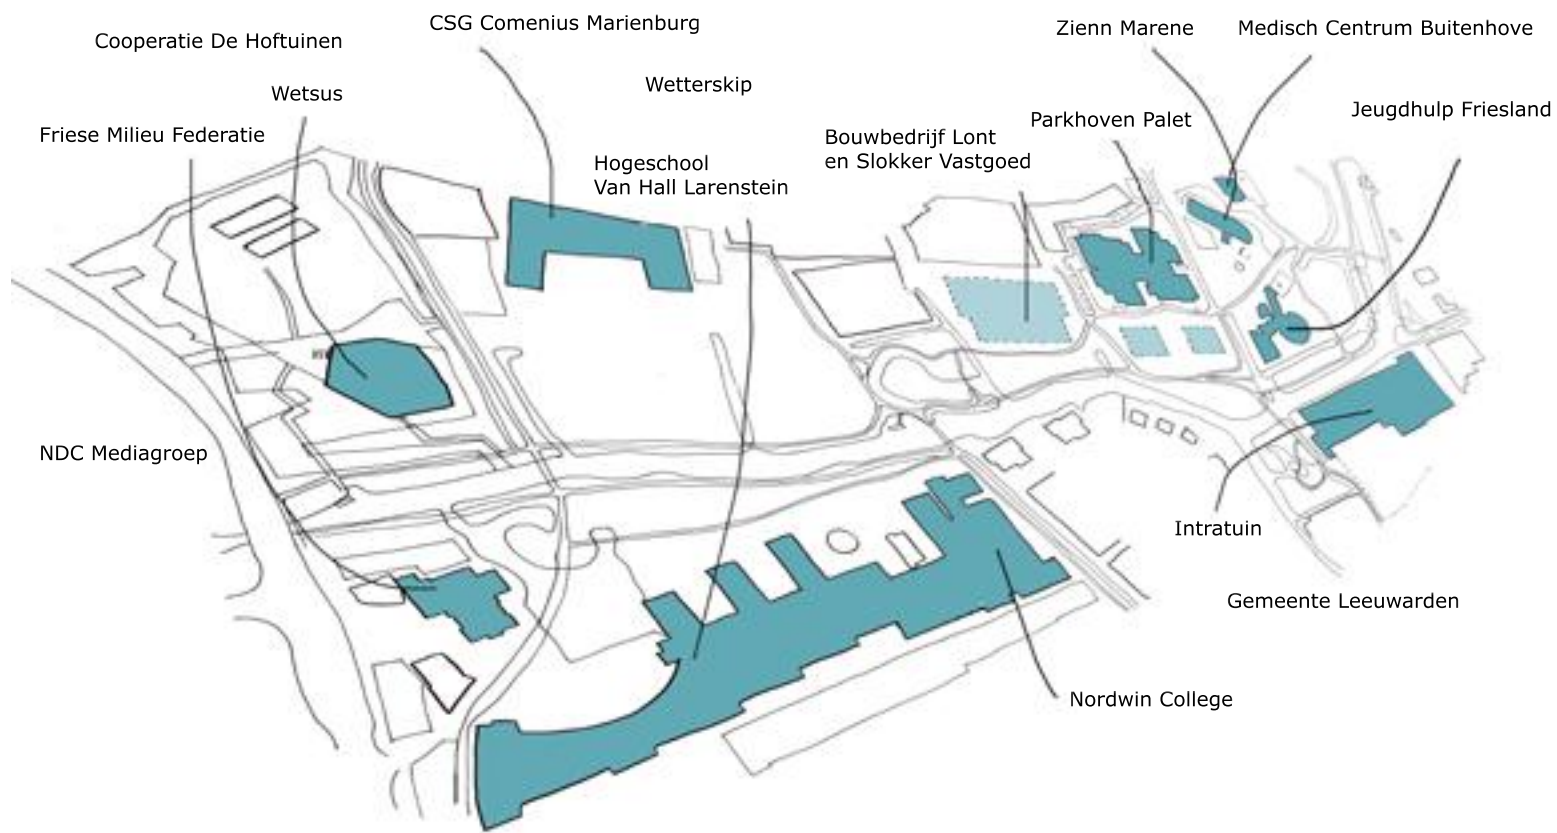 CSG Comenius Marienburg
Zienn Marene
Medisch Centrum Buitenhove
Cooperatie De Hoftuinen
Wetterskip
Wetsus
Jeugdhulp Friesland
Parkhoven Palet
Friese Milieu Federatie
Bouwbedrijf Lont
en Slokker Vastgoed
Hogeschool
Van Hall Larenstein
NDC Mediagroep
Intratuin
Gemeente Leeuwarden
Nordwin College